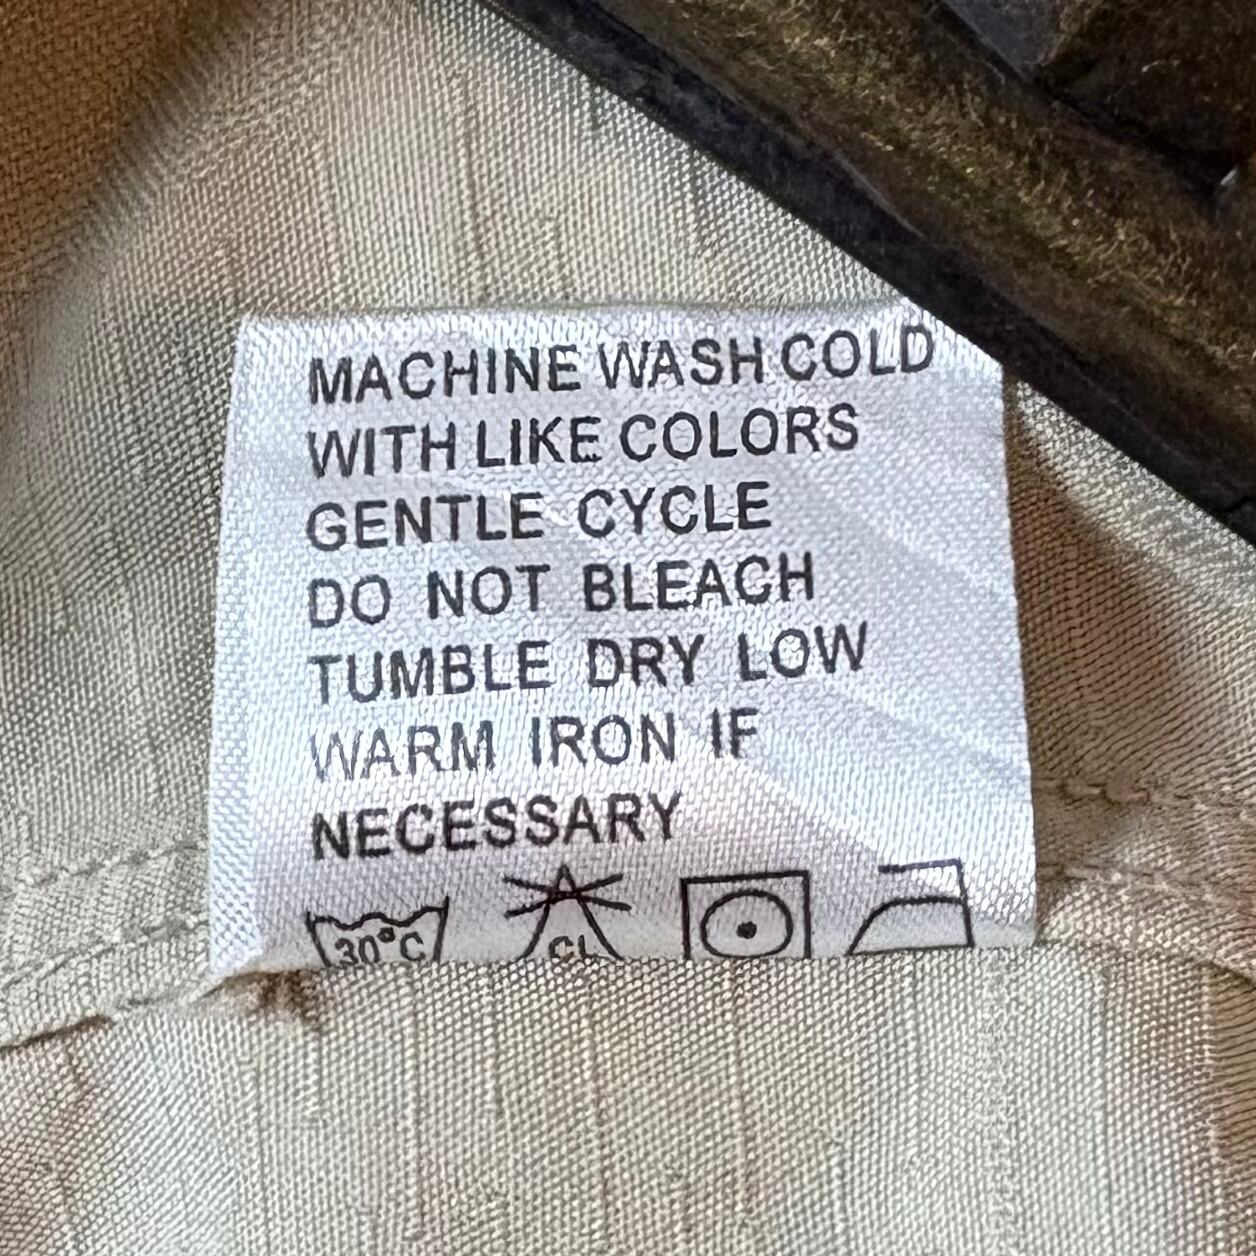 MACHINE WASH COLD
WITH LIKE COLORS
GENTLE CYCLE
DO NOT BLEACH
TUMBLE DRY LOW
WARM IRON IF
NECESSARY
30°C CL